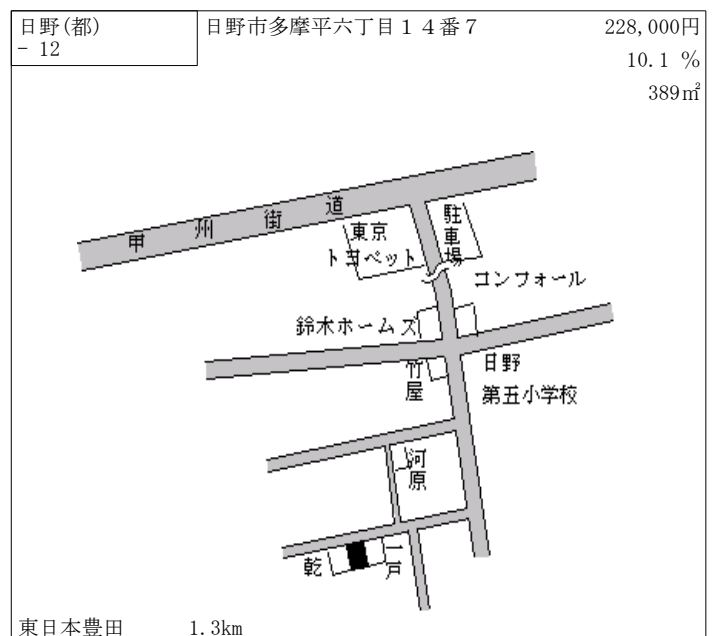 日野(都)
- 12
日野市多摩平六丁目１４番７
228,000円
10.1 %
389㎡
甲州街道
東京
トヨペット
駐車場
コンフォール
鈴木ホームズ
竹屋
日野
第五小学校
河原
乾
一戸
東日本豊田 1.3km